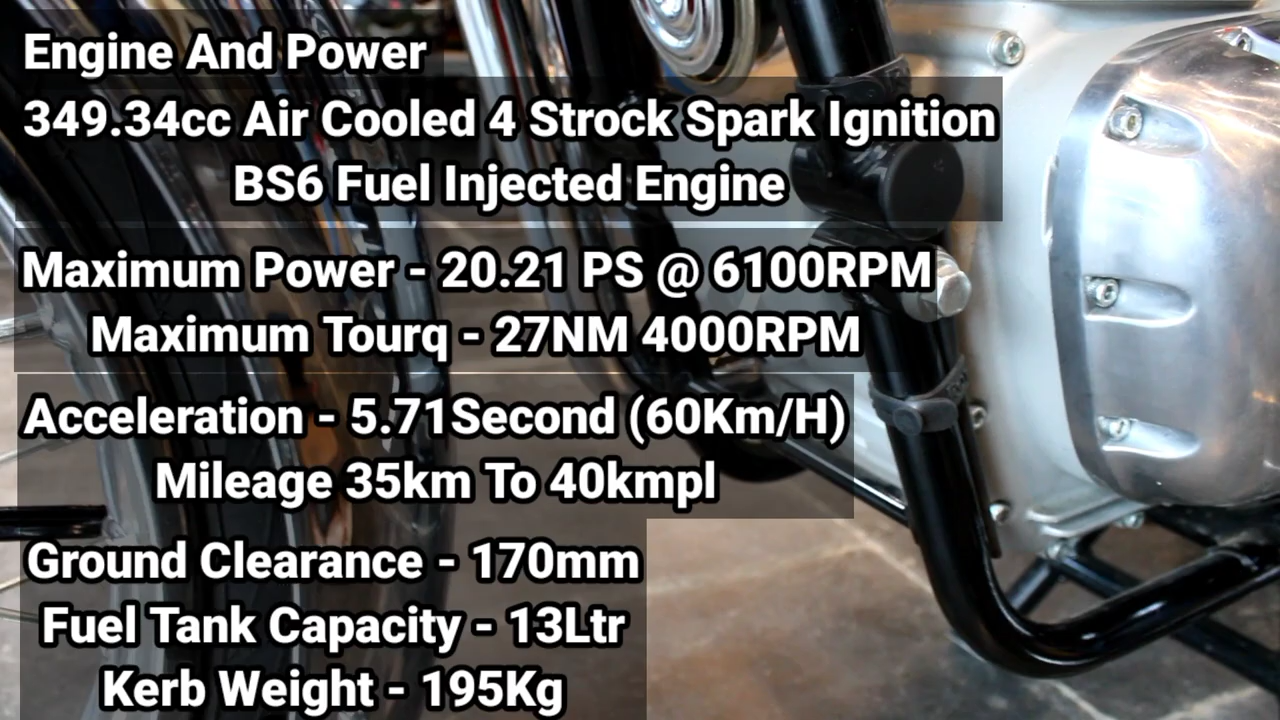 Engine And Power
349.34cc Air Cooled 4 Strock Spark Ignition
BS6 Fuel Injected Engine
Maximum Power - 20.21 PS @ 6100RPM
Maximum Tourq - 27NM 4000RPM
Acceleration - 5.71Second (60Km/H)
Mileage 35km To 40kmpl
Ground Clearance - 170mm
Fuel Tank Capacity - 13Ltr
Kerb Weight - 195Kg